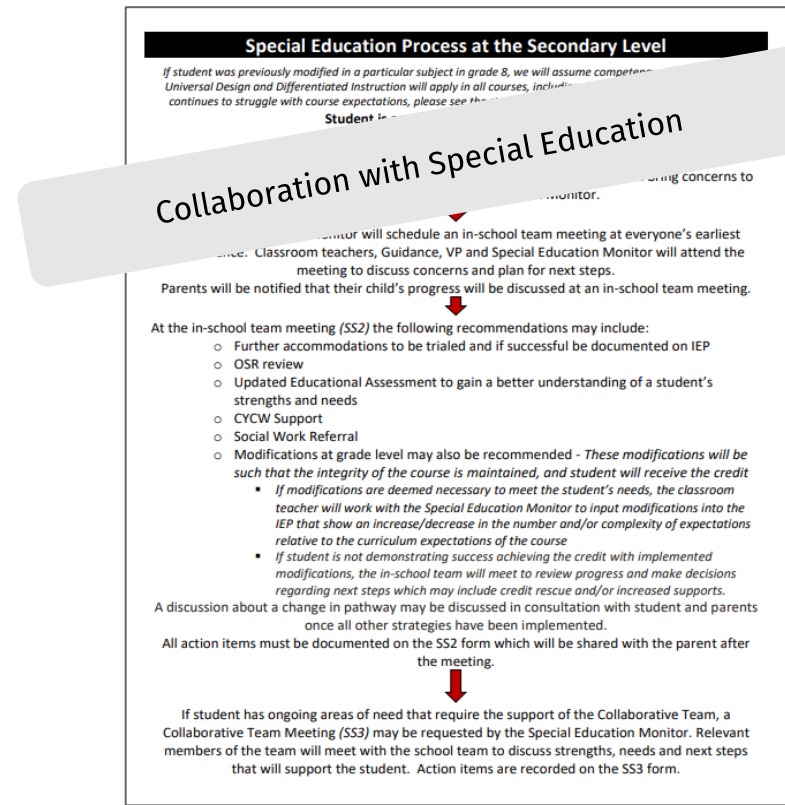 Special Education Process at the Secondary Level
If student was previously modified in a particular subject in grade 8, we will assume
Universal Design and Differentiated Instruction will apply in all courses,
continues to struggle with course expectations, please see
Student is
Collaboration with Special Education
concerns to
will schedule an in-school team meeting at everyone's earliest
Classroom teachers, Guidance, VP and Special Education Monitor will attend the
meeting to discuss concerns and plan for next steps.
Parents will be notified that their child's progress will be discussed at an in-school team meeting.
At the in-school team meeting (SS2) the following recommendations may include:
o Further accommodations to be trialed and if successful be documented on IEP
o OSR review
o Updated Educational Assessment to gain a better understanding of a student's
strengths and needs
o CYCW Support
o Social Work Referral
o Modifications at grade level may also be recommended - These modifications will be
such that the integrity of the course is maintained, and student will receive the credit
▪ If modifications are deemed necessary to meet the student's needs, the classroom
teacher will work with the Special Education Monitor to input modifications into the
IEP that show an increase/decrease in the number and/or complexity of expectations
relative to the curriculum expectations of the course
▪ If student is not demonstrating success achieving the credit with implemented
modifications, the in-school team will meet to review progress and make decisions
regarding next steps which may include credit rescue and/or increased supports.
A discussion about a change in pathway may be discussed in consultation with student and parents
once all other strategies have been implemented.
All action items must be documented on the SS2 form which will be shared with the parent after
the meeting.
If student has ongoing areas of need that require the support of the Collaborative Team, a
Collaborative Team Meeting (SS3) may be requested by the Special Education Monitor. Relevant
members of the team will meet with the school team to discuss strengths, needs and next steps
that will support the student. Action items are recorded on the SS3 form.